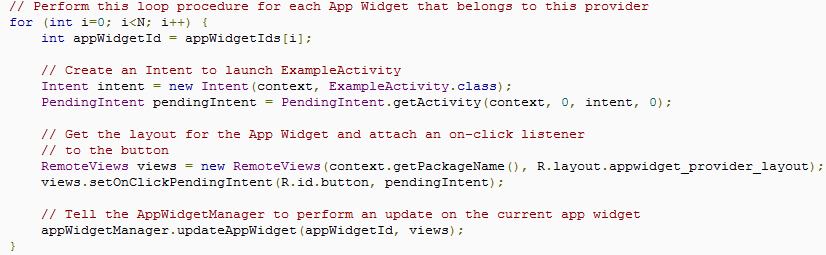 // Perform this loop procedure for each App Widget that belongs to this provider
for (int i=0; i<N; i++) {
    int appWidgetId = appWidgetIds[i];

    // Create an Intent to launch ExampleActivity
    Intent intent = new Intent(context, ExampleActivity.class);
    PendingIntent pendingIntent = PendingIntent.getActivity(context, 0, intent, 0);

    // Get the layout for the App Widget and attach an on-click listener
    // to the button
    RemoteViews views = new RemoteViews(context.getPackageName(), R.layout.appwidget_provider_layout);
    views.setOnClickPendingIntent(R.id.button, pendingIntent);

    // Tell the AppWidgetManager to perform an update on the current app widget
    appWidgetManager.updateAppWidget(appWidgetId, views);
}